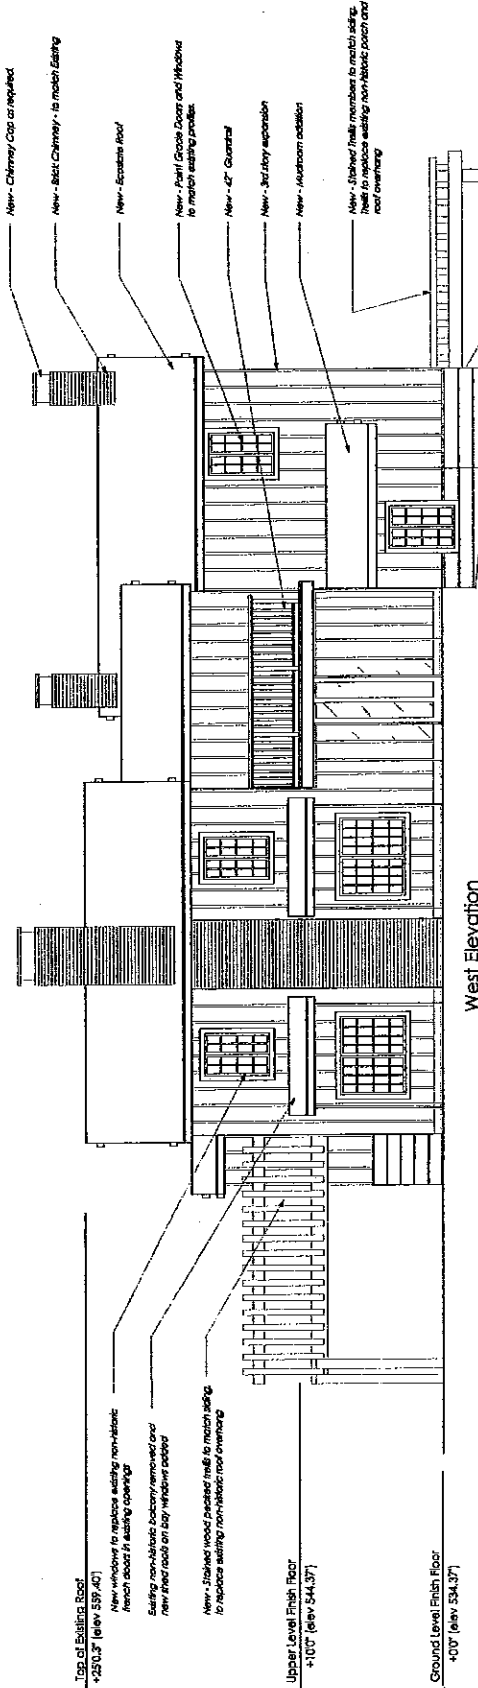 New - Chimney Cap as required.
New - Brick Chimney - to match Existing
New - Ecoslate Roof
New - Paint Grade Doors and Windows
to match existing profiles.
New - 42" Guardrail
New - 3rd story expansion
New - Mudroom addition
New - Stained Trellis members to match siding.
Trellis to replace existing non-historic porch and
roof overhang
Top of Existing Roof
+25'0.3" (elev 559.40')
New windows to replace existing non-historic
french doors in existing openings
Existing non-historic balcony removed and
new shed roofs on bay windows added
New - Stained wood pecked trellis to match siding,
to replace existing non-historic roof overhang
Upper Level Finish Floor
+10'0" (elev 544.37')
Ground Level Finish Floor
+0'0" (elev 534.37')
West Elevation